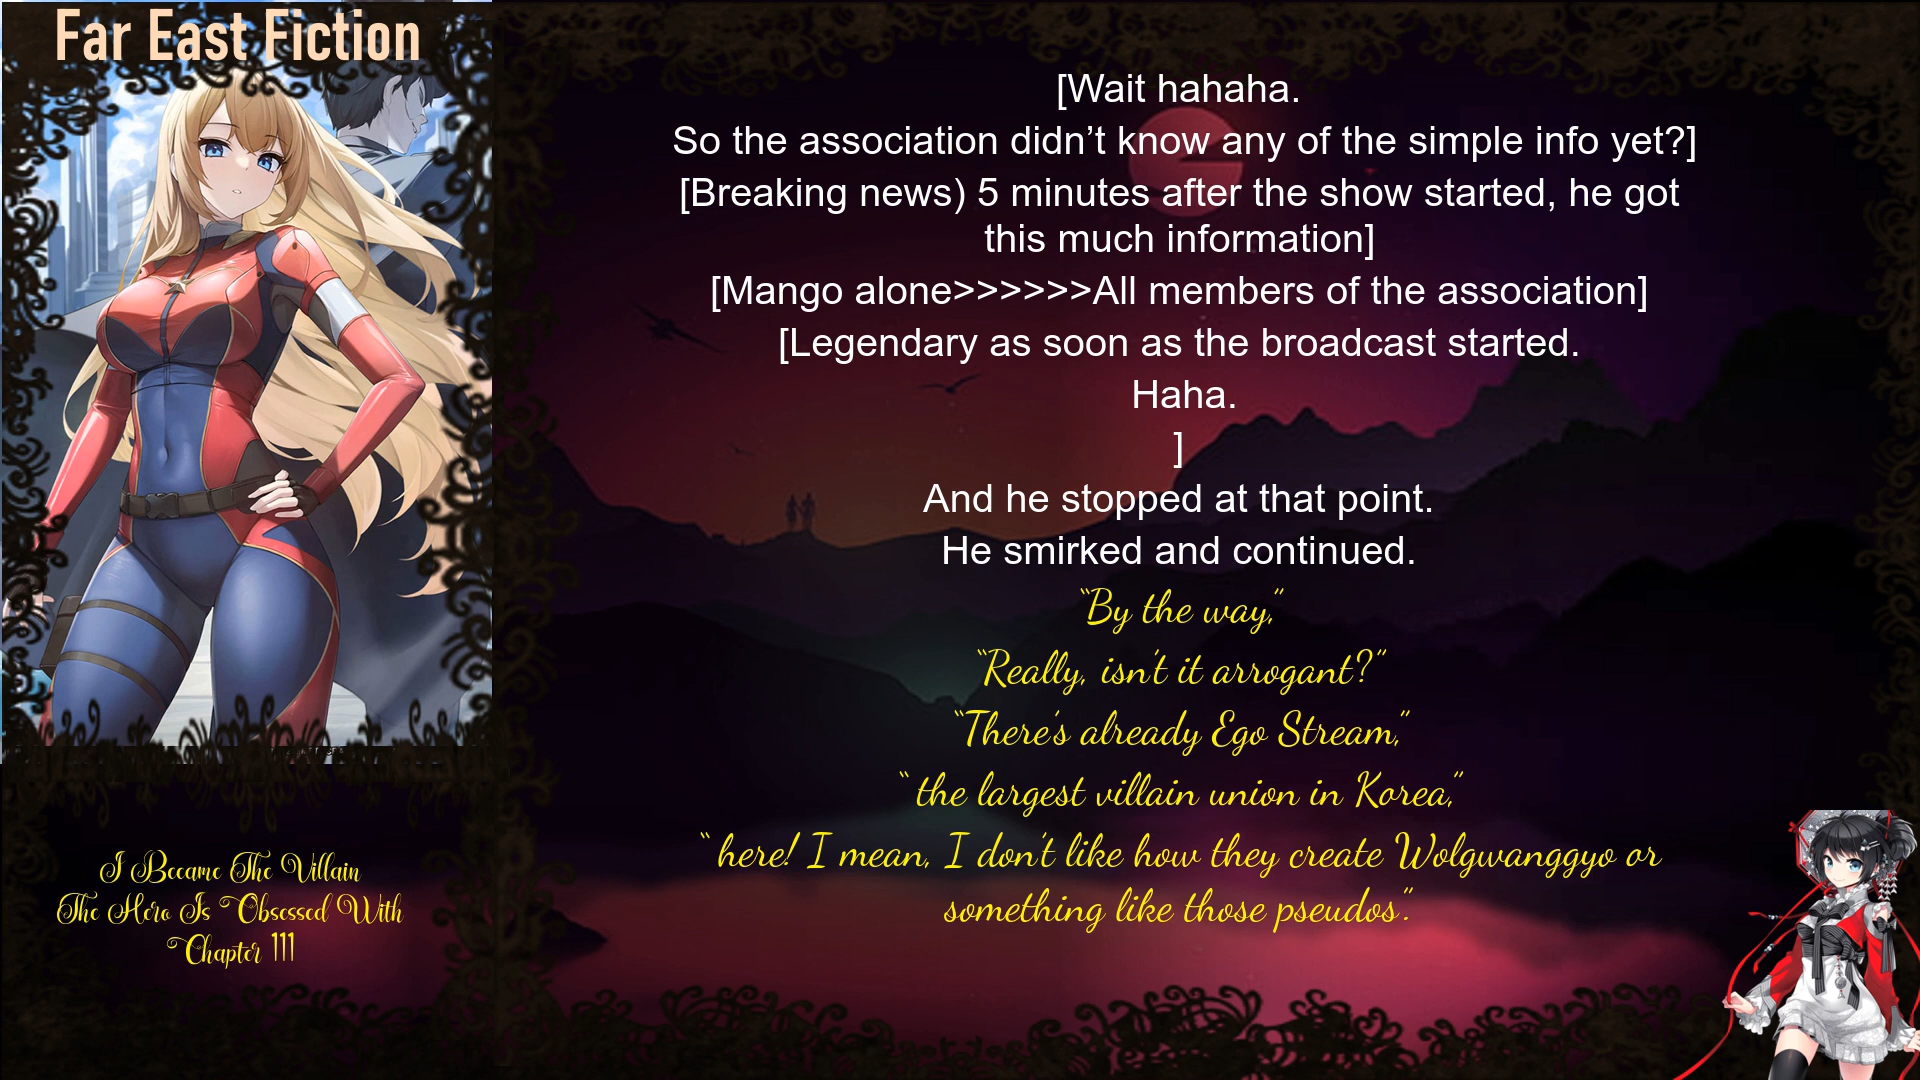 Far East Fiction
[Wait hahaha.
So the association didn’t know any of the simple info yet?]
[Breaking news) 5 minutes after the show started, he got
this much information]
[Mango alone>>>>>>All members of the association]
[Legendary as soon as the broadcast started.
Haha.
]
And he stopped at that point.
He smirked and continued.
“By the way,”
“Really, isn’t it arrogant?”
“There’s already Ego Stream,”
“ the largest villain union in Korea,”
“ here! I mean, I don’t like how they create Wolgwanggyo or
something like those pseudos”.
I Became The Villain
The Hero Is Obsessed With
Chapter 111